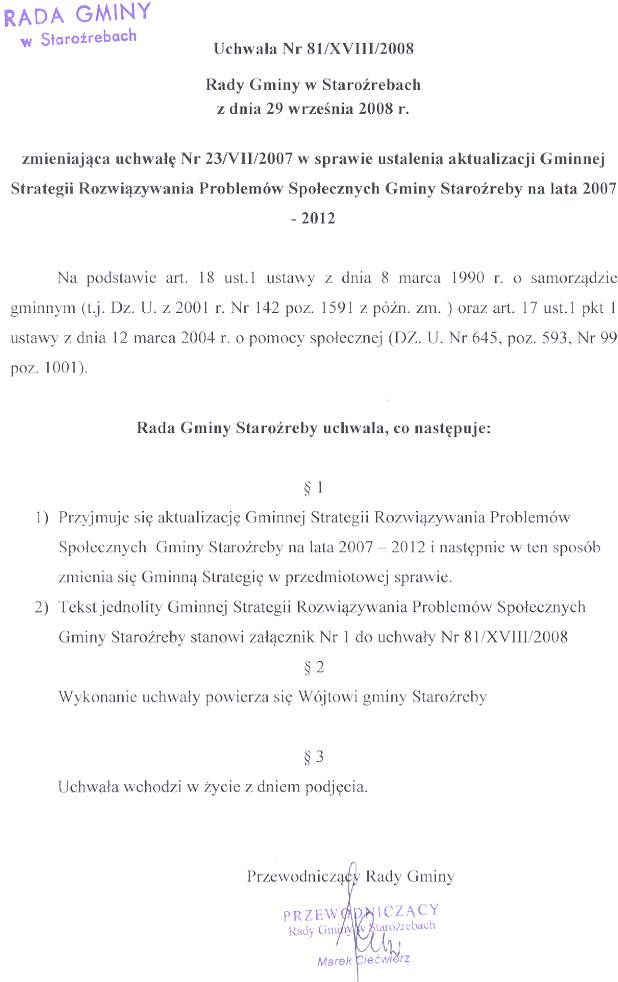 RADA GMINY
w Staroźrebach
Uchwała Nr 81/XVIII/2008
Rady Gminy w Staroźrebach
z dnia 29 września 2008 r.
zmieniająca uchwałę Nr 23/VII/2007 w sprawie ustalenia aktualizacji Gminnej
Strategii Rozwiązywania Problemów Społecznych Gminy Staroźreby na lata 2007
- 2012
Na podstawie art. 18 ust.1 ustawy z dnia 8 marca 1990 r. o samorządzie
gminnym (t.j. Dz. U. z 2001 r. Nr 142 poz. 1591 z późn. zm. ) oraz art. 17 ust.1 pkt 1
ustawy z dnia 12 marca 2004 r. o pomocy społecznej (DZ. U. Nr 645, poz. 593, Nr 99
poz. 1001).
Rada Gminy Staroźreby uchwala, co następuje:
§ 1
1) Przyjmuje się aktualizację Gminnej Strategii Rozwiązywania Problemów
Społecznych Gminy Staroźreby na lata 2007 – 2012 i następnie w ten sposób
zmienia się Gminną Strategię w przedmiotowej sprawie.
2) Tekst jednolity Gminnej Strategii Rozwiązywania Problemów Społecznych
Gminy Staroźreby stanowi załącznik Nr 1 do uchwały Nr 81/XVIII/2008
§ 2
Wykonanie uchwały powierza się Wójtowi gminy Staroźreby
§ 3
Uchwała wchodzi w życie z dniem podjęcia.
Przewodniczący Rady Gminy
PRZEWODNICZĄCY
Rady Gminy w Staroźrebach
Marek Ciećwierz